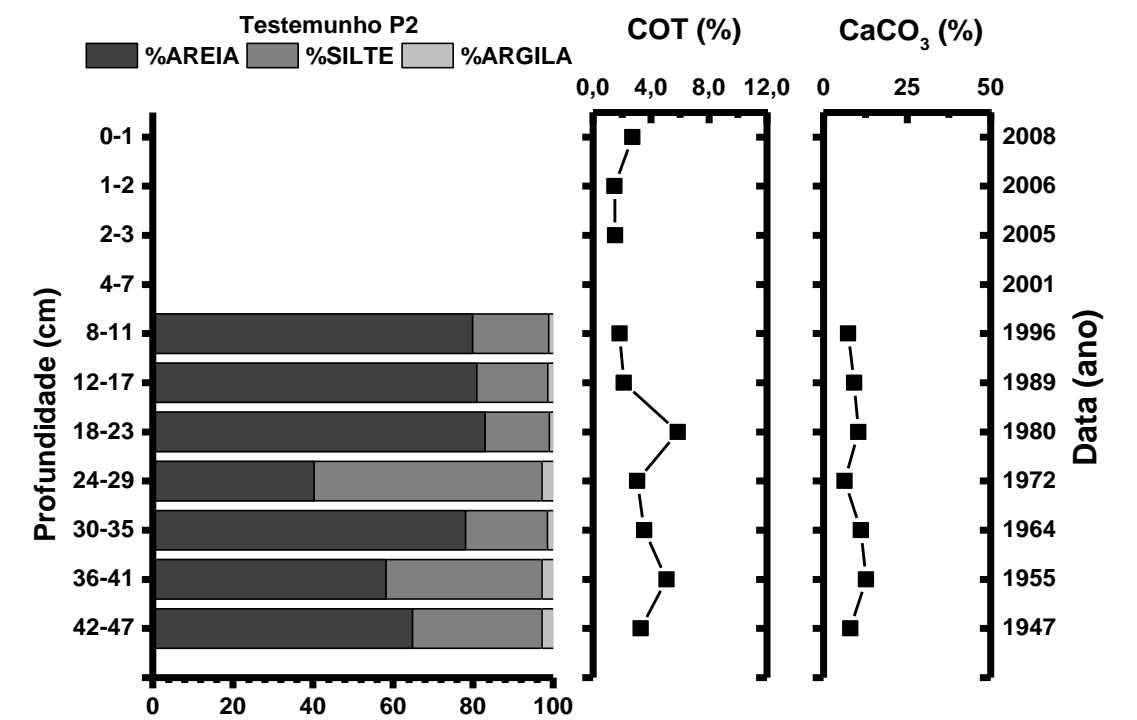 Testemunho P2
%AREIA %SILTE %ARGILA
COT (%)
CaCO3 (%)
0,0 4,0 8,0 12,0
0 25 50
Profundidade (cm)
0-1
1-2
2-3
4-7
8-11
12-17
18-23
24-29
30-35
36-41
42-47
0 20 40 60 80 100
2008
2006
2005
2001
1996
1989
1980
1972
1964
1955
1947
Data (ano)